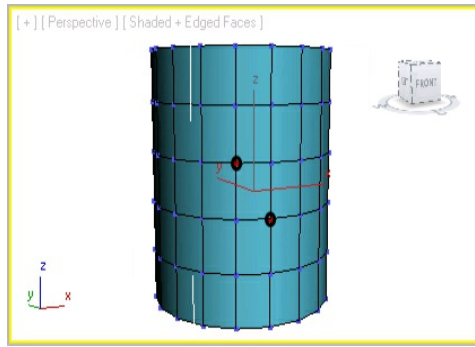 [ + ] [ Perspective ] [ Shaded + Edged Faces ]
z
FRONT
y
x
z
y
x